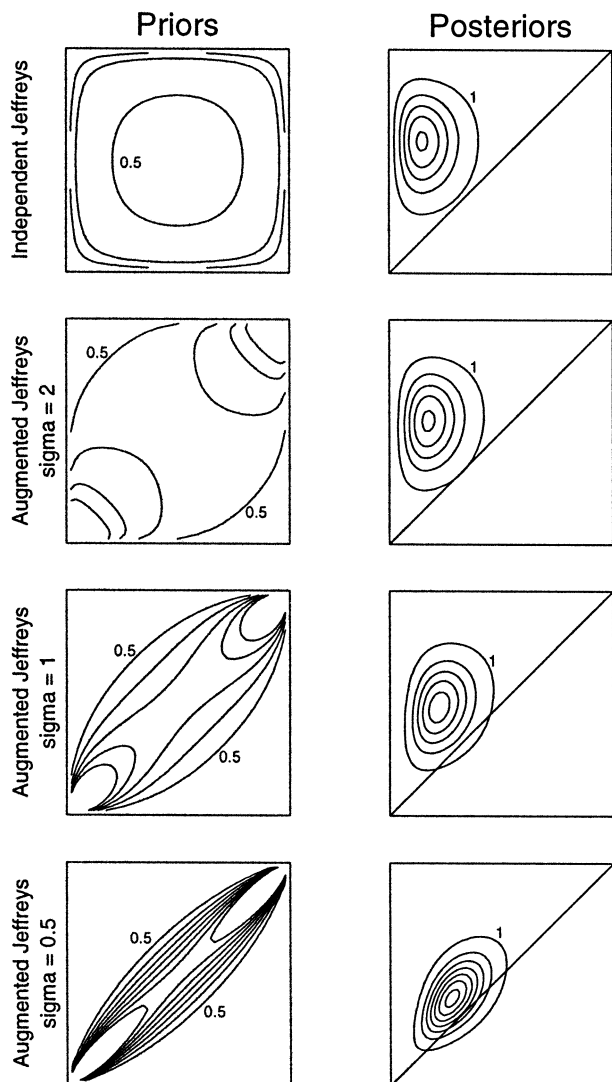 Priors
Posteriors
Independent Jeffreys
0.5
1
Augmented Jeffreys
sigma = 2
0.5
0.5
1
Augmented Jeffreys
sigma = 1
0.5
0.5
1
Augmented Jeffreys
sigma = 0.5
0.5
0.5
1